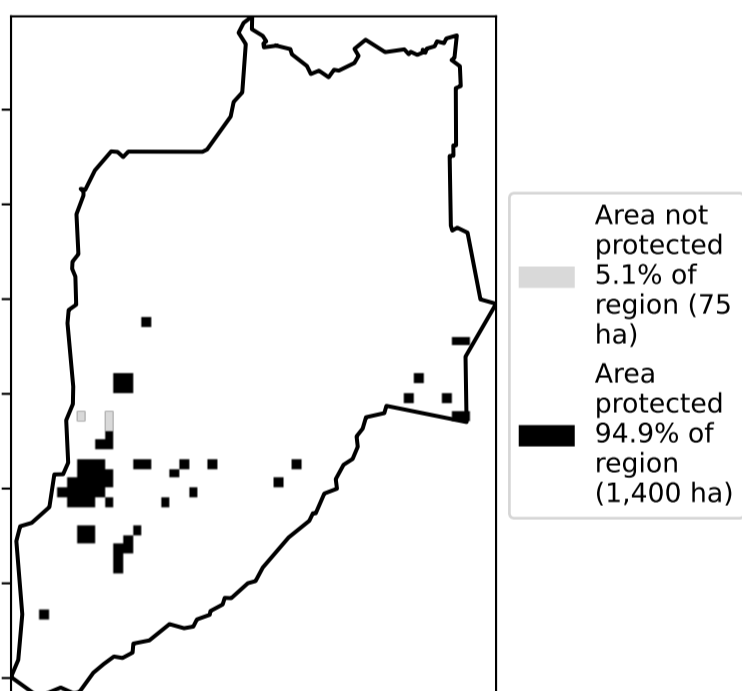 Area not
protected
5.1% of
region (75
ha)
Area
protected
94.9% of
region
(1,400 ha)